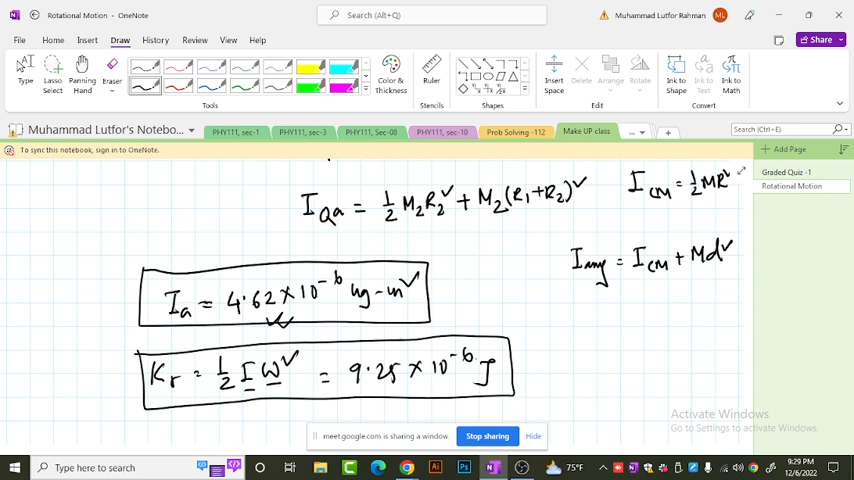 Rotational Motion - OneNote
Search (Alt+Q)
Muhammad Lutfor Rahman
ML
File Home Insert Draw History Review View Help
Share
Type
Lasso Select
Panning Hand
Eraser
Tools
Color & Thickness
Ruler
Stencils
Shapes
Insert Space
Delete
Arrange
Rotate
Edit
Ink to Shape
Ink to Text
Ink to Math
Convert
Muhammad Lutfor's Notebo...
PHY111, sec-1
PHY111, sec-3
PHY111, Sec-08
PHY111, sec-10
Prob Solving -112
Make UP class
Search (Ctrl+E)
To sync this notebook, sign in to OneNote.
Add Page
Graded Quiz -1
Rotational Motion
I_Qa = 1/2 M₂R₂² + M₂(R₁+R₂)²
I_CM = 1/2 MR²
I_any = I_CM + Md²
I_a = 4.62 × 10⁻⁶ kg-m²
K_r = 1/2 I ω² = 9.25 × 10⁻⁶ J
Activate Windows
Go to Settings to activate Windows.
meet.google.com is sharing a window.
Stop sharing
Hide
Type here to search
75°F
9:29 PM
12/6/2022